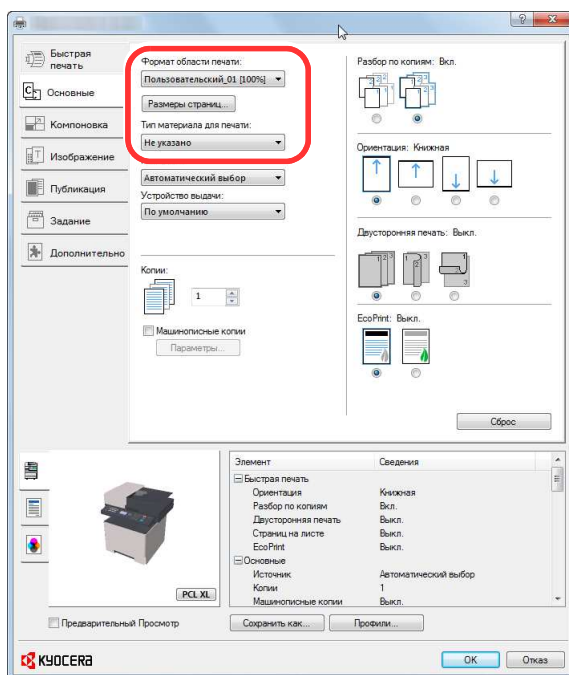 Быстрая
печать
Основные
Компоновка
Изображение
Публикация
Задание
Дополнительно
Формат области печати:
Пользовательский_01 [100%]
Размеры страниц...
Тип материала для печати:
Не указано
Автоматический выбор
Устройство выдачи:
По умолчанию
Копии:
1
Машинописные копии
Параметры...
Разбор по копиям: Вкл.
Ориентация: Книжная
Двусторонняя печать: Выкл.
EcoPrint: Выкл.
Сброс
PCL XL
Предварительный Просмотр
Элемент Сведения
Быстрая печать
Ориентация Книжная
Разбор по копиям Вкл.
Двусторонняя печать Выкл.
Страниц на листе Выкл.
EcoPrint Выкл.
Основные
Источник Автоматический выбор
Копии 1
Машинописные копии Выкл.
Сохранить как... Профили...
KYOCERA
OK Отказ